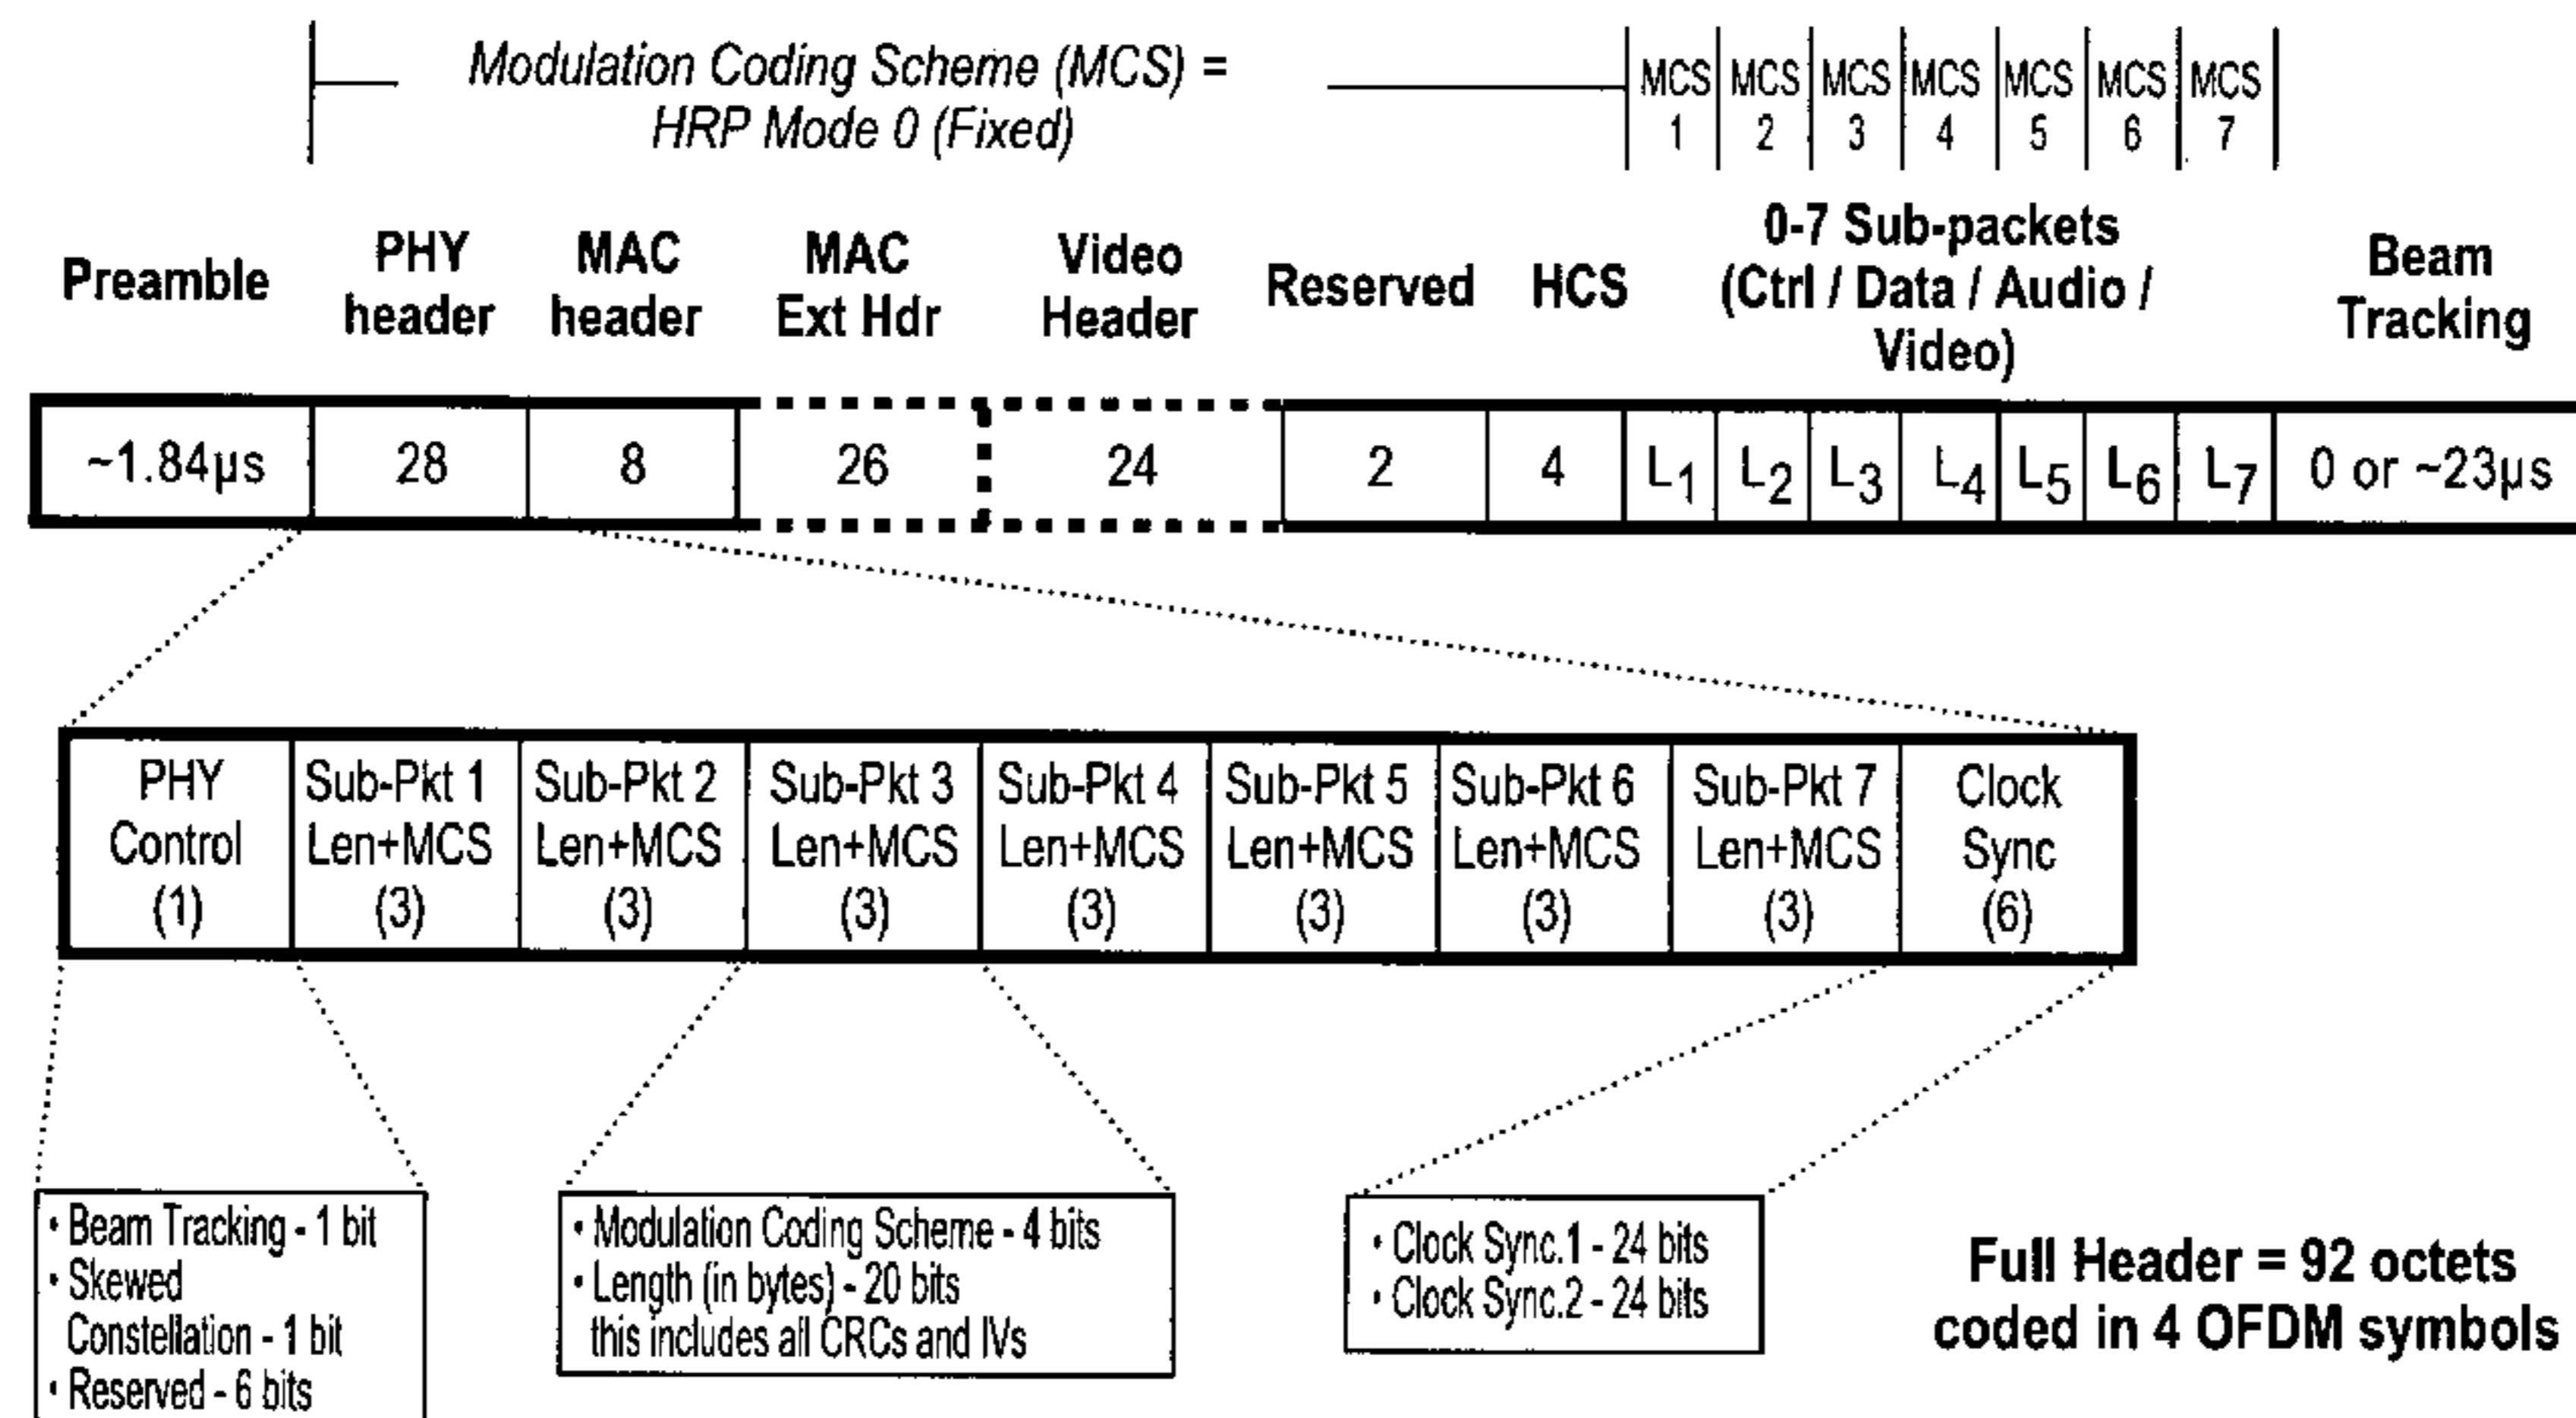 Modulation Coding Scheme (MCS) =
HRP Mode 0 (Fixed)
MCS 1
MCS 2
MCS 3
MCS 4
MCS 5
MCS 6
MCS 7
Preamble
PHY
header
MAC
header
MAC
Ext Hdr
Video
Header
Reserved
HCS
0-7 Sub-packets
(Ctrl / Data / Audio /
Video)
Beam
Tracking
~1.84µs
28
8
26
24
2
4
L1
L2
L3
L4
L5
L6
L7
0 or ~23µs
PHY
Control
(1)
Sub-Pkt 1
Len+MCS
(3)
Sub-Pkt 2
Len+MCS
(3)
Sub-Pkt 3
Len+MCS
(3)
Sub-Pkt 4
Len+MCS
(3)
Sub-Pkt 5
Len+MCS
(3)
Sub-Pkt 6
Len+MCS
(3)
Sub-Pkt 7
Len+MCS
(3)
Clock
Sync
(6)
• Beam Tracking - 1 bit
• Skewed
Constellation - 1 bit
• Reserved - 6 bits
• Modulation Coding Scheme - 4 bits
• Length (in bytes) - 20 bits
this includes all CRCs and IVs
• Clock Sync.1 - 24 bits
• Clock Sync.2 - 24 bits
Full Header = 92 octets
coded in 4 OFDM symbols